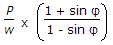 P/w x ((1 + sin φ)/(1 - sin φ))